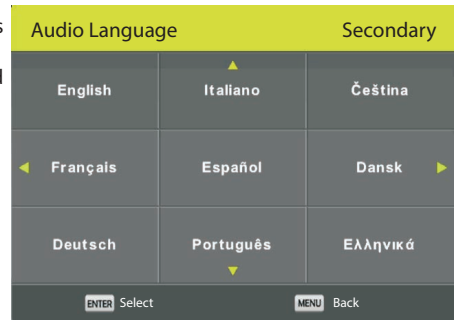 Audio Language Secondary
English Italiano Čeština
Français Español Dansk
Deutsch Português Ελληνικά
ENTER Select MENU Back